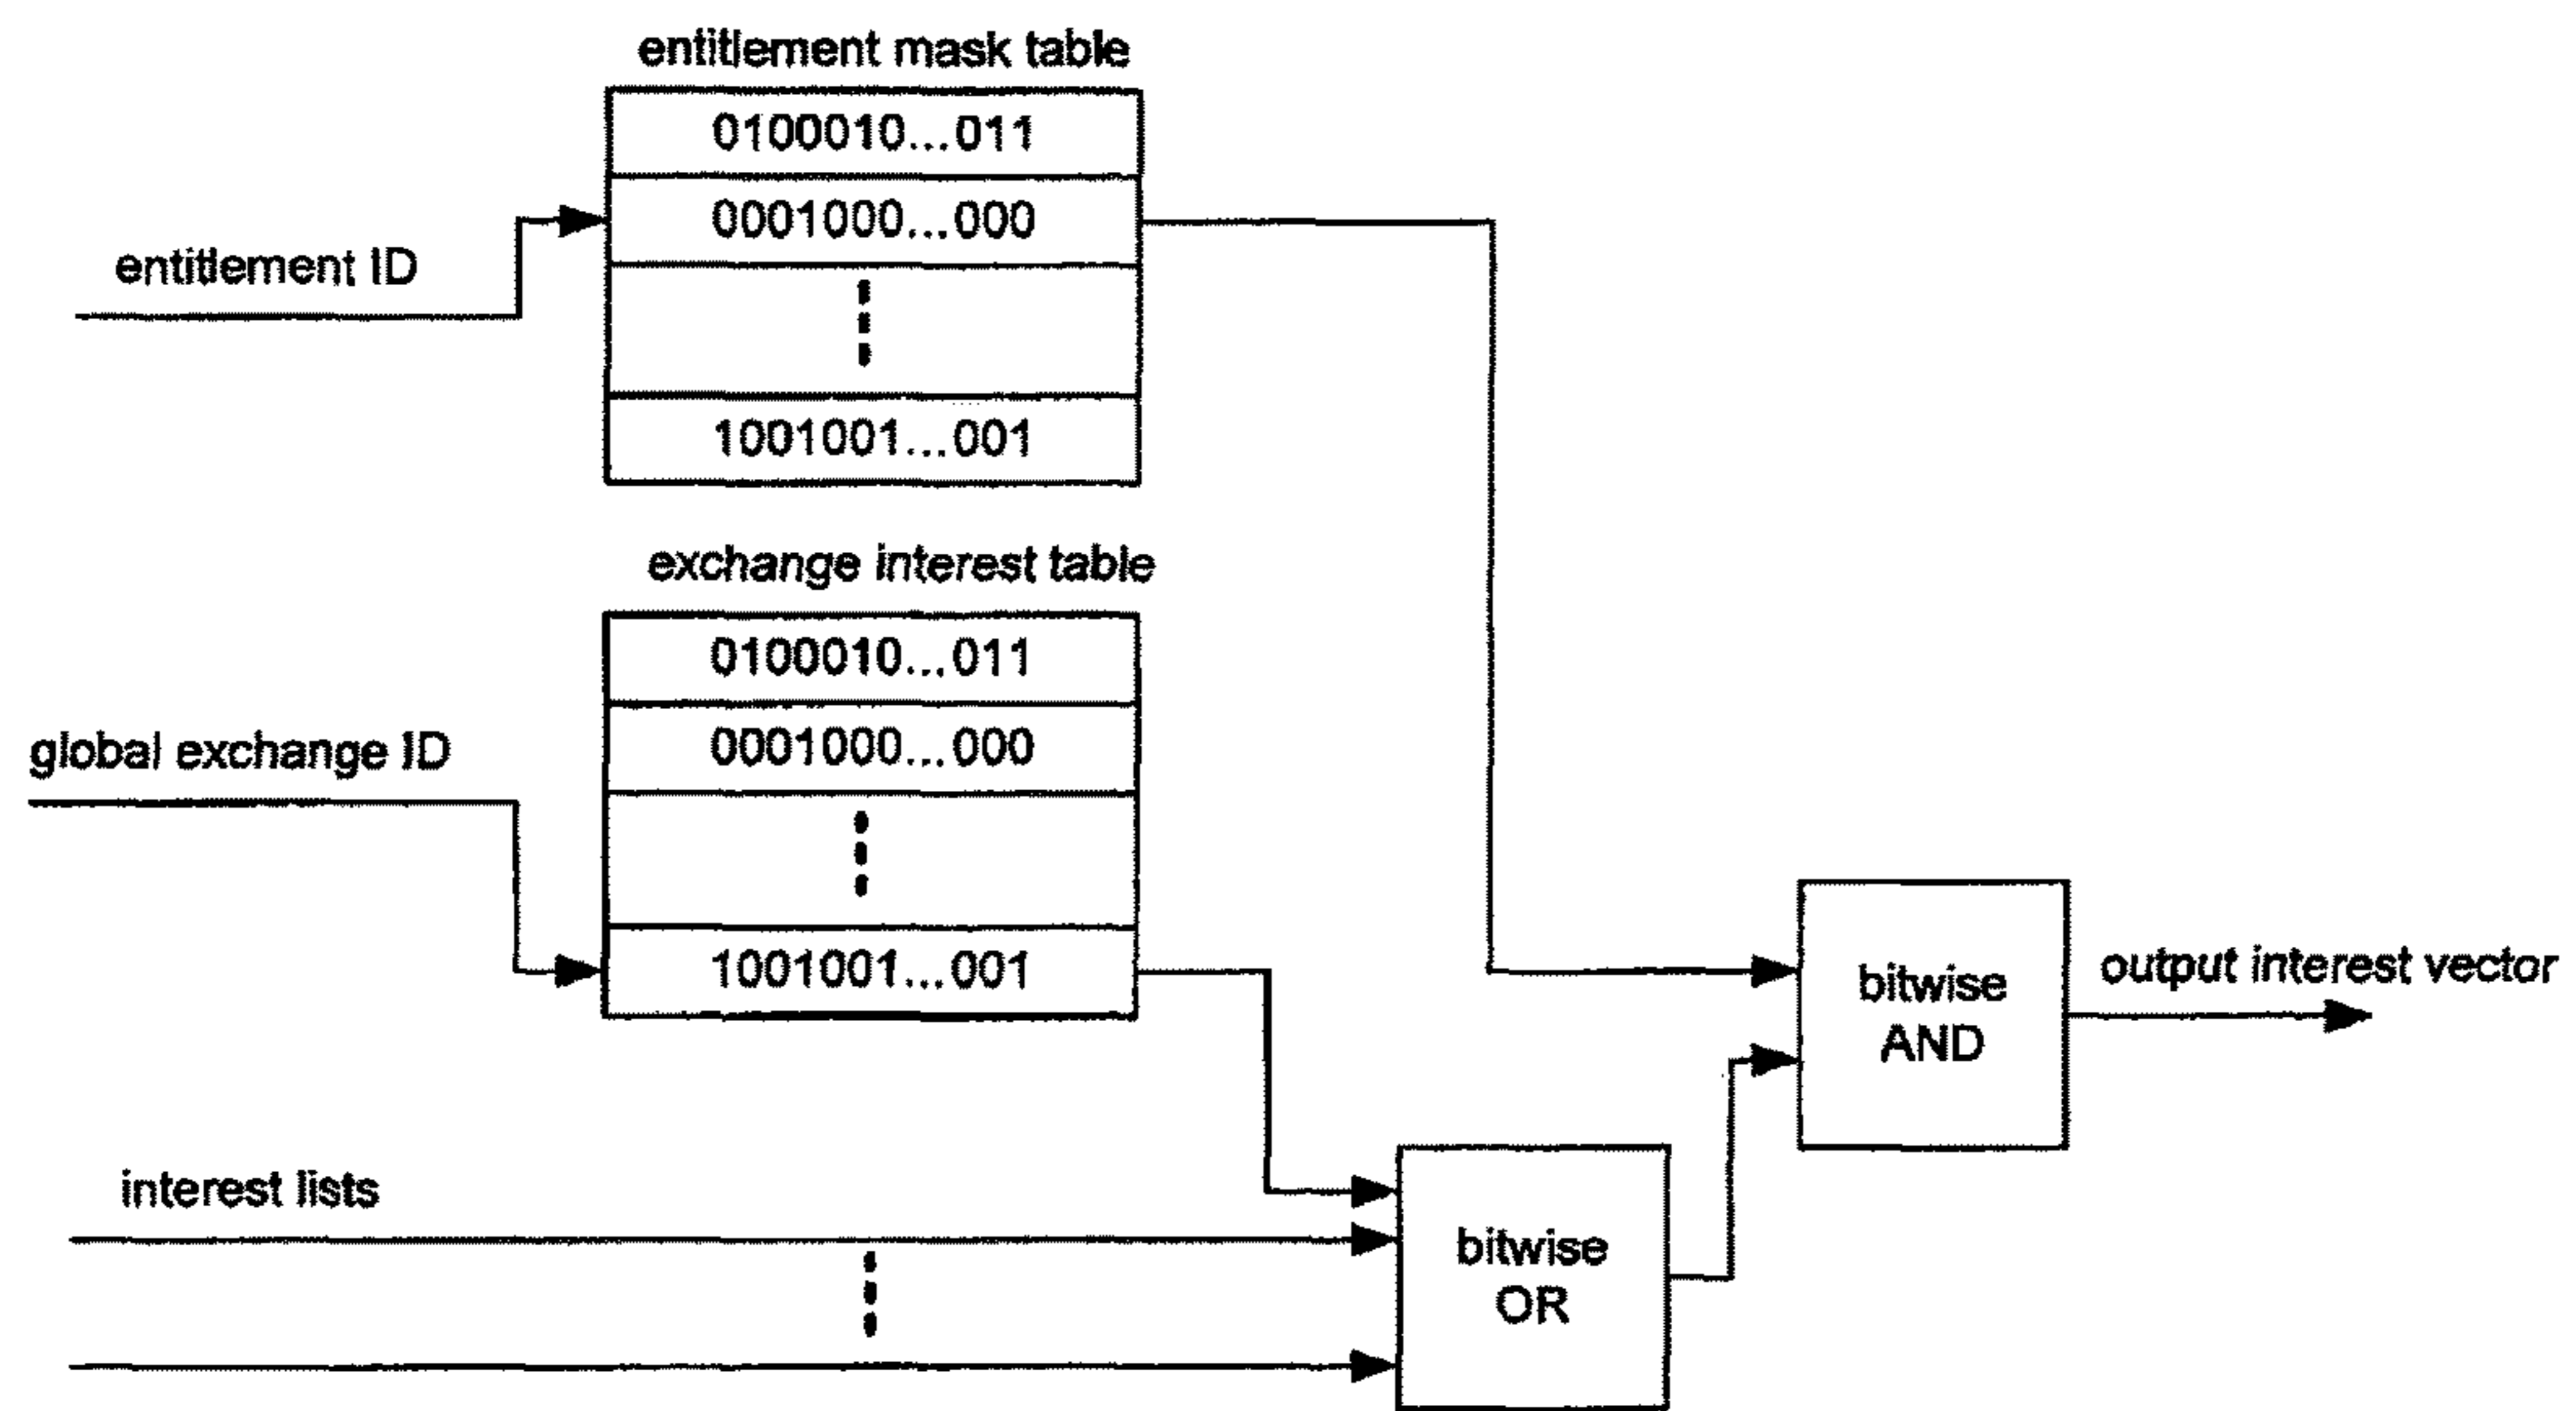 entitlement mask table
0100010...011
0001000...000
entitlement ID
1001001...001
exchange interest table
0100010...011
global exchange ID
0001000...000
1001001...001
bitwise
AND
output interest vector
interest lists
bitwise
OR